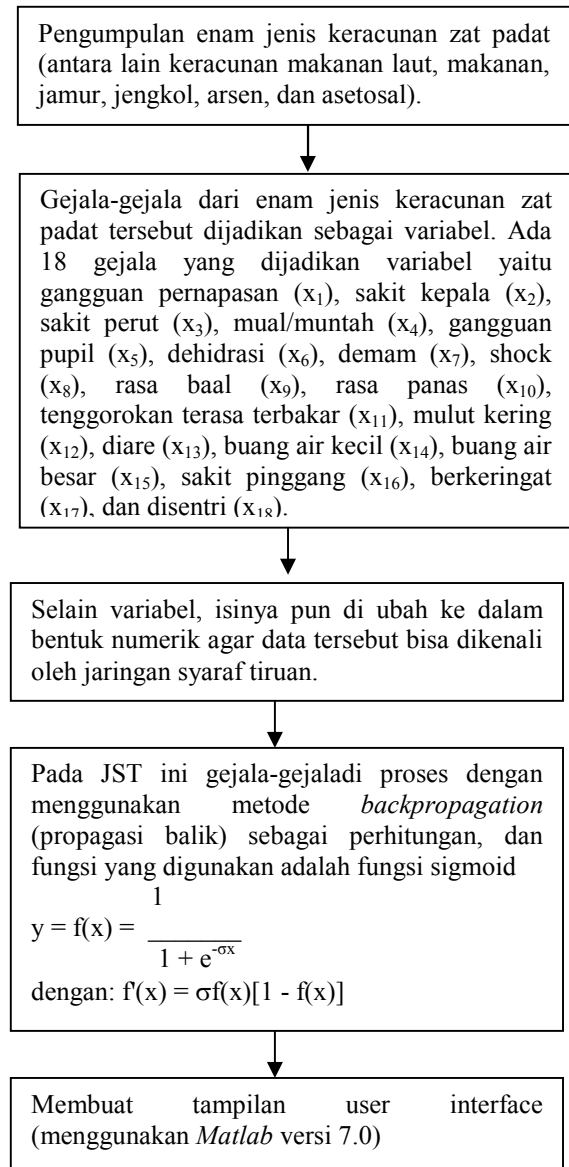 Pengumpulan enam jenis keracunan zat padat
(antara lain keracunan makanan laut, makanan,
jamur, jengkol, arsen, dan asetosal).
Gejala-gejala dari enam jenis keracunan zat
padat tersebut dijadikan sebagai variabel. Ada
18 gejala yang dijadikan variabel yaitu
gangguan pernapasan (x₁), sakit kepala (x₂),
sakit perut (x₃), mual/muntah (x₄), gangguan
pupil (x₅), dehidrasi (x₆), demam (x₇), shock
(x₈), rasa baal (x₉), rasa panas (x₁₀),
tenggorokan terasa terbakar (x₁₁), mulut kering
(x₁₂), diare (x₁₃), buang air kecil (x₁₄), buang air
besar (x₁₅), sakit pinggang (x₁₆), berkeringat
(x₁₇), dan disentri (x₁₈).
Selain variabel, isinya pun di ubah ke dalam
bentuk numerik agar data tersebut bisa dikenali
oleh jaringan syaraf tiruan.
Pada JST ini gejala-gejaladi proses dengan
menggunakan metode backpropagation
(propagasi balik) sebagai perhitungan, dan
fungsi yang digunakan adalah fungsi sigmoid
1
y = f(x) = ________
1 + e^-σx
dengan: f'(x) = σf(x)[1 - f(x)]
Membuat tampilan user interface
(menggunakan Matlab versi 7.0)